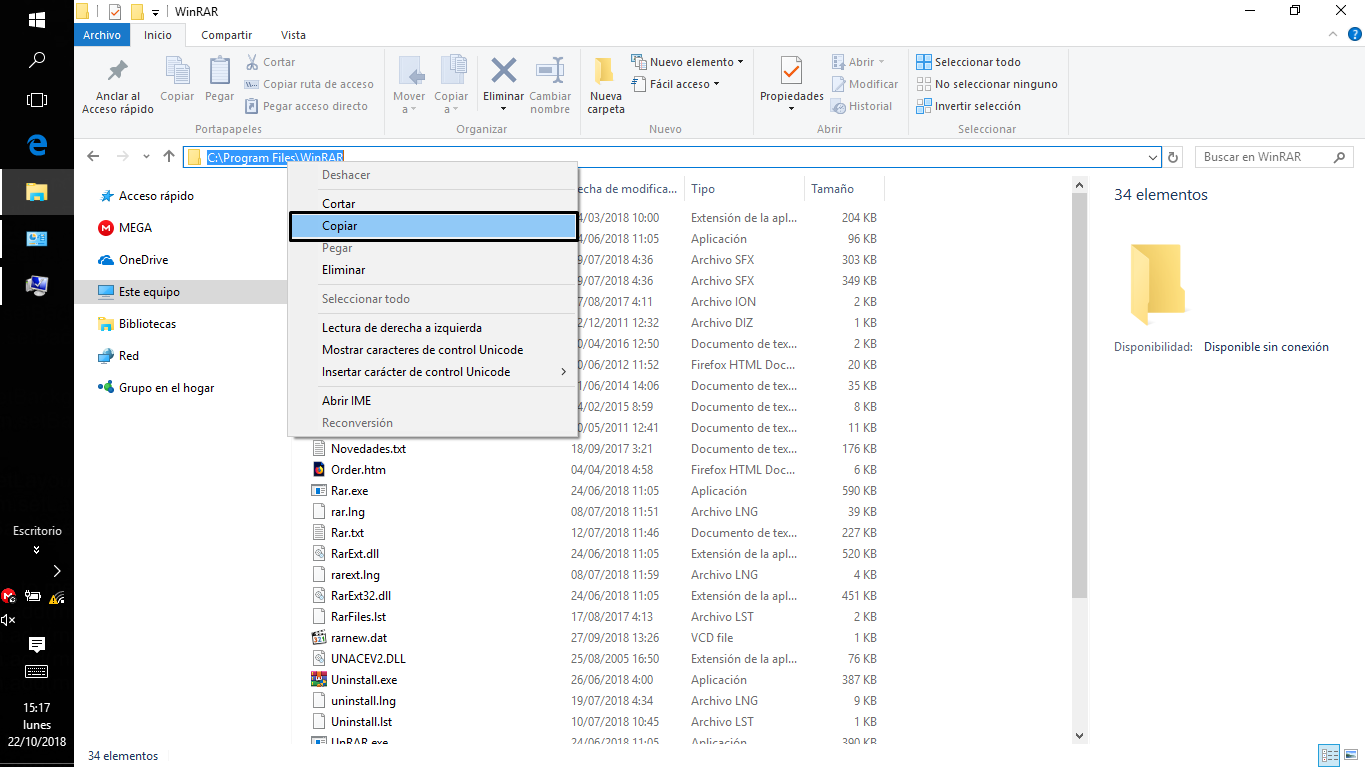 WinRAR
Archivo Inicio Compartir Vista
Anclar al
Acceso rápido
Copiar
Pegar
Cortar
Copiar ruta de acceso
Pegar acceso directo
Portapapeles
Mover
a
Copiar
a
Eliminar
Cambiar
nombre
Organizar
Nueva
carpeta
Nuevo elemento
Fácil acceso
Nuevo
Propiedades
Abrir
Modificar
Historial
Abrir
Seleccionar todo
No seleccionar ninguno
Invertir selección
Seleccionar
C:\Program Files\WinRAR
Buscar en WinRAR
Acceso rápido
MEGA
OneDrive
Este equipo
Bibliotecas
Red
Grupo en el hogar
Deshacer
Cortar
Copiar
Pegar
Eliminar
Seleccionar todo
Lectura de derecha a izquierda
Mostrar caracteres de control Unicode
Insertar carácter de control Unicode
Abrir IME
Reconversión
echa de modifica... Tipo Tamaño
4/03/2018 10:00 Extensión de la apl... 204 KB
4/06/2018 11:05 Aplicación 96 KB
9/07/2018 4:36 Archivo SFX 303 KB
9/07/2018 4:36 Archivo SFX 349 KB
7/08/2017 4:11 Archivo ION 2 KB
2/12/2011 12:32 Archivo DIZ 1 KB
0/04/2016 12:50 Documento de tex... 2 KB
0/06/2012 11:52 Firefox HTML Doc... 20 KB
1/06/2014 14:06 Documento de tex... 35 KB
4/02/2015 8:59 Documento de tex... 8 KB
0/05/2011 12:41 Documento de tex... 11 KB
Novedades.txt 18/09/2017 3:21 Documento de tex... 176 KB
Order.htm 04/04/2018 4:58 Firefox HTML Doc... 6 KB
Rar.exe 24/06/2018 11:05 Aplicación 590 KB
rar.lng 08/07/2018 11:51 Archivo LNG 39 KB
Rar.txt 12/07/2018 11:46 Documento de tex... 227 KB
RarExt.dll 24/06/2018 11:05 Extensión de la apl... 520 KB
rarext.lng 08/07/2018 11:59 Archivo LNG 4 KB
RarExt32.dll 24/06/2018 11:05 Extensión de la apl... 451 KB
RarFiles.lst 17/08/2017 4:13 Archivo LST 2 KB
rarnew.dat 27/09/2018 13:26 VCD file 1 KB
UNACEV2.DLL 25/08/2005 16:50 Extensión de la apl... 76 KB
Uninstall.exe 26/06/2018 4:00 Aplicación 387 KB
uninstall.lng 19/07/2018 4:34 Archivo LNG 9 KB
Uninstall.lst 10/07/2018 10:45 Archivo LST 1 KB
UnRAR.exe 24/06/2018 11:05 Aplicación 390 KB
34 elementos
Disponibilidad: Disponible sin conexión
Escritorio
15:17
lunes
22/10/2018
34 elementos